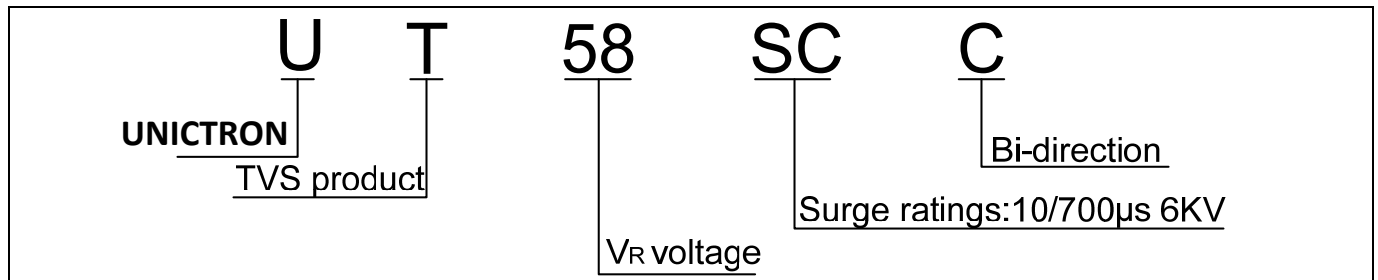 U T 58 SC C
UNICTRON
Bi-direction
TVS product
Surge ratings:10/700μs 6KV
VR voltage